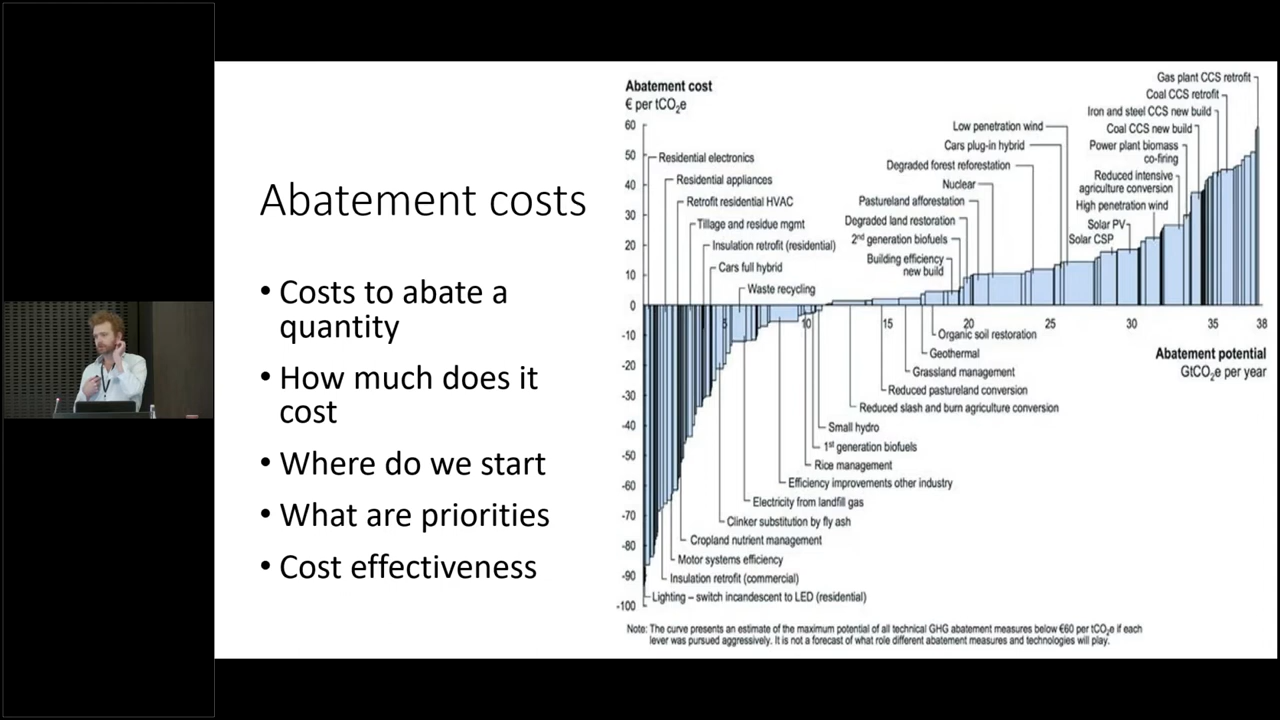 Abatement costs
• Costs to abate a
quantity
• How much does it
cost
• Where do we start
• What are priorities
• Cost effectiveness
Abatement cost
€ per tCO2e
60
50
40
30
20
10
0
-10
-20
-30
-40
-50
-60
-70
-80
-90
-100
Residential electronics
Residential appliances
Retrofit residential HVAC
Tillage and residue mgmt
Insulation retrofit (residential)
Cars full hybrid
Waste recycling
Low penetration wind
Cars plug-in hybrid
Degraded forest reforestation
Nuclear
Pastureland afforestation
Degraded land restoration
2nd generation biofuels
Building efficiency
new build
Gas plant CCS retrofit
Coal CCS retrofit
Iron and steel CCS new build
Coal CCS new build
Power plant biomass
co-firing
Reduced intensive
agriculture conversion
High penetration wind
Solar PV
Solar CSP
5
10
15
20
25
30
35
38
Abatement potential
GtCO2e per year
Organic soil restoration
Geothermal
Grassland management
Reduced pastureland conversion
Reduced slash and burn agriculture conversion
Small hydro
1st generation biofuels
Rice management
Efficiency improvements other industry
Electricity from landfill gas
Clinker substitution by fly ash
Cropland nutrient management
Motor systems efficiency
Insulation retrofit (commercial)
Lighting – switch incandescent to LED (residential)
Note: The curve presents an estimate of the maximum potential of all technical GHG abatement measures below €60 per tCO2e if each
lever was pursued aggressively. It is not a forecast of what role different abatement measures and technologies will play.